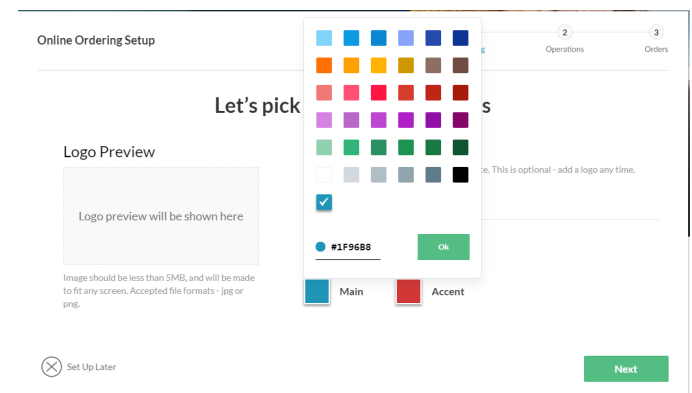 Online Ordering Setup
2
3
Operations
Orders
Let's pick
s
Logo Preview
Logo preview will be shown here
Image should be less than 5MB, and will be made
to fit any screen. Accepted file formats - jpg or
png.
This is optional - add a logo any time.
#1F96B8
Ok
Main
Accent
Set Up Later
Next